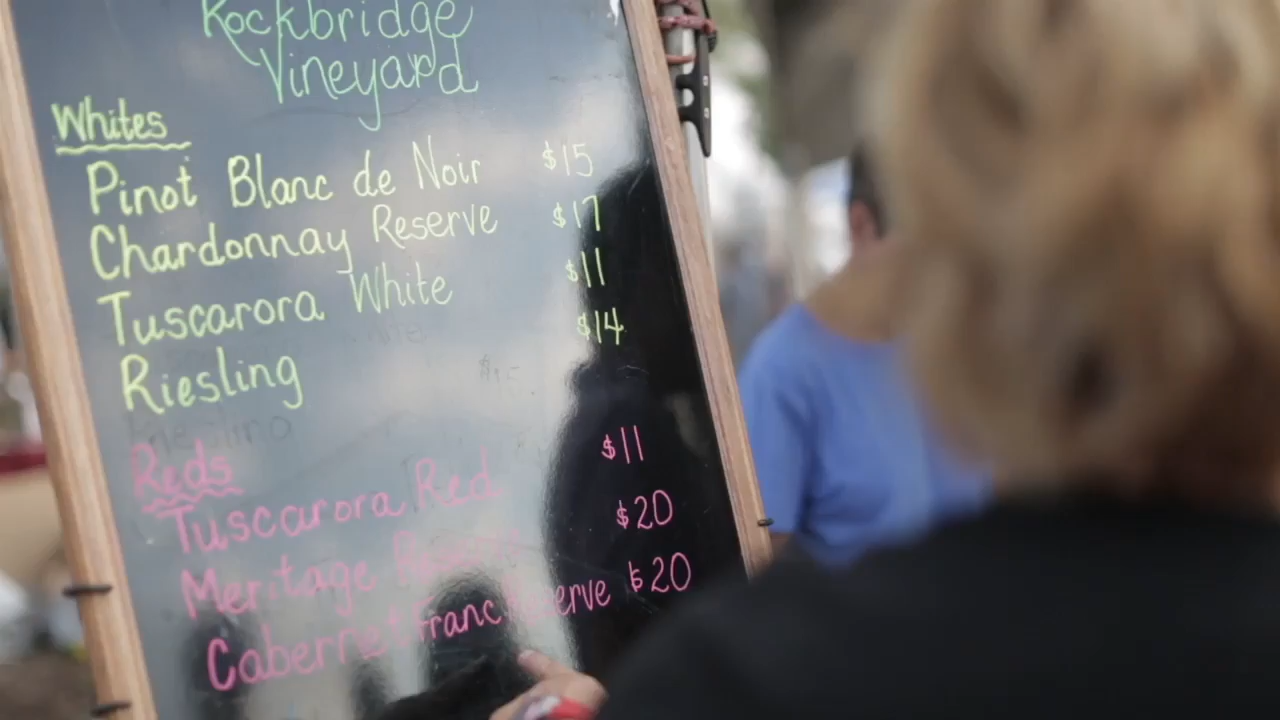 Rockbridge
Vineyard
Whites
Pinot Blanc de Noir $15
Chardonnay Reserve $17
Tuscarora White $11
Riesling $14
Reds
Tuscarora Red $11
Meritage Reserve $20
Cabernet Franc Reserve $20